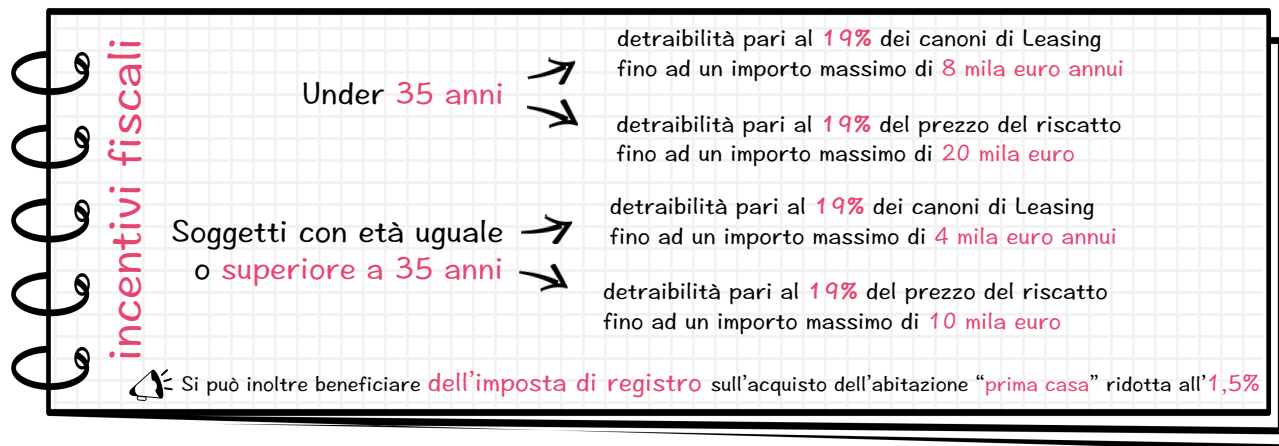 incentivi fiscali
Under 35 anni
detraibilità pari al 19% dei canoni di Leasing
fino ad un importo massimo di 8 mila euro annui
detraibilità pari al 19% del prezzo del riscatto
fino ad un importo massimo di 20 mila euro
Soggetti con età uguale
o superiore a 35 anni
detraibilità pari al 19% dei canoni di Leasing
fino ad un importo massimo di 4 mila euro annui
detraibilità pari al 19% del prezzo del riscatto
fino ad un importo massimo di 10 mila euro
Si può inoltre beneficiare dell'imposta di registro sull'acquisto dell'abitazione “prima casa” ridotta all'1,5%